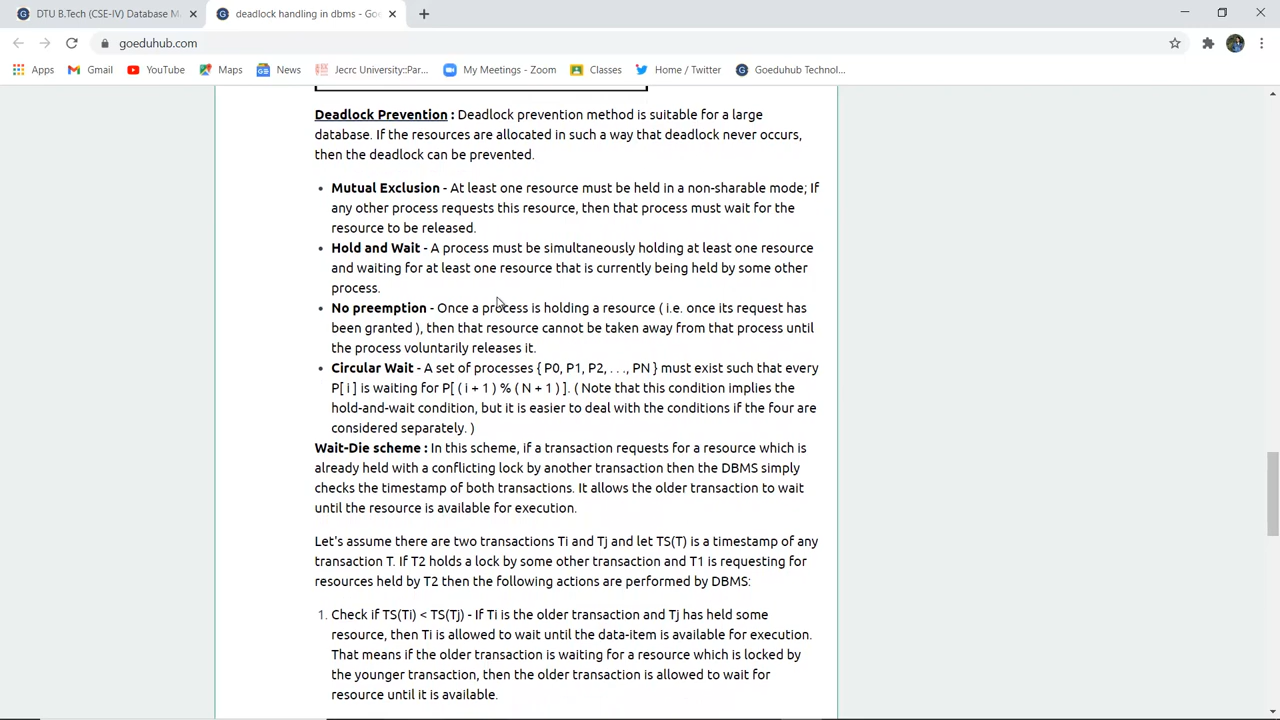 DTU B.Tech (CSE-IV) Database M
deadlock handling in dbms - Go
goeduhub.com
Apps
Gmail
YouTube
Maps
News
Jecrc University::Par...
My Meetings - Zoom
Classes
Home / Twitter
Goeduhub Technol...
Deadlock Prevention : Deadlock prevention method is suitable for a large
database. If the resources are allocated in such a way that deadlock never occurs,
then the deadlock can be prevented.
• Mutual Exclusion - At least one resource must be held in a non-sharable mode; If
any other process requests this resource, then that process must wait for the
resource to be released.
• Hold and Wait - A process must be simultaneously holding at least one resource
and waiting for at least one resource that is currently being held by some other
process.
• No preemption - Once a process is holding a resource ( i.e. once its request has
been granted ), then that resource cannot be taken away from that process until
the process voluntarily releases it.
• Circular Wait - A set of processes { P0, P1, P2, . . ., PN } must exist such that every
P[ i ] is waiting for P[ ( i + 1 ) % ( N + 1 ) ]. ( Note that this condition implies the
hold-and-wait condition, but it is easier to deal with the conditions if the four are
considered separately. )
Wait-Die scheme : In this scheme, if a transaction requests for a resource which is
already held with a conflicting lock by another transaction then the DBMS simply
checks the timestamp of both transactions. It allows the older transaction to wait
until the resource is available for execution.
Let's assume there are two transactions Ti and Tj and let TS(T) is a timestamp of any
transaction T. If T2 holds a lock by some other transaction and T1 is requesting for
resources held by T2 then the following actions are performed by DBMS:
1. Check if TS(Ti) < TS(Tj) - If Ti is the older transaction and Tj has held some
resource, then Ti is allowed to wait until the data-item is available for execution.
That means if the older transaction is waiting for a resource which is locked by
the younger transaction, then the older transaction is allowed to wait for
resource until it is available.